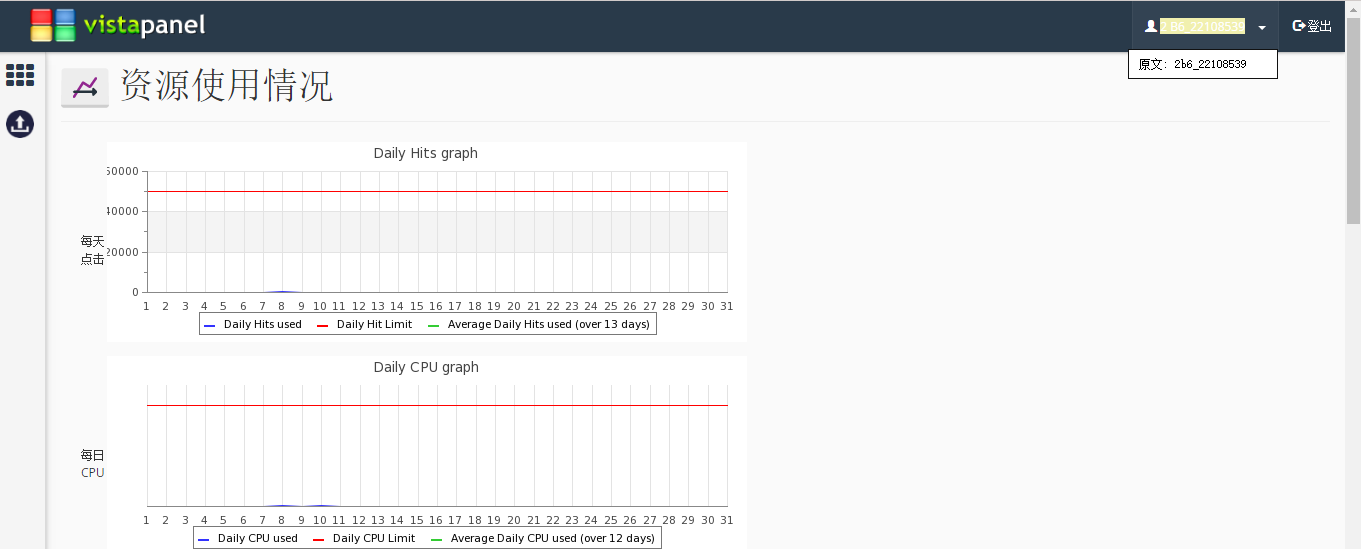 vistapanel
2 B6_22108539
登出
原文：2b6_22108539
资源使用情况
每天
点击
Daily Hits graph
60000
40000
20000
0
1 2 3 4 5 6 7 8 9 10 11 12 13 14 15 16 17 18 19 20 21 22 23 24 25 26 27 28 29 30 31
Daily Hits used Daily Hit Limit Average Daily Hits used (over 13 days)
每日
CPU
Daily CPU graph
1 2 3 4 5 6 7 8 9 10 11 12 13 14 15 16 17 18 19 20 21 22 23 24 25 26 27 28 29 30 31
Daily CPU used Daily CPU Limit Average Daily CPU used (over 12 days)